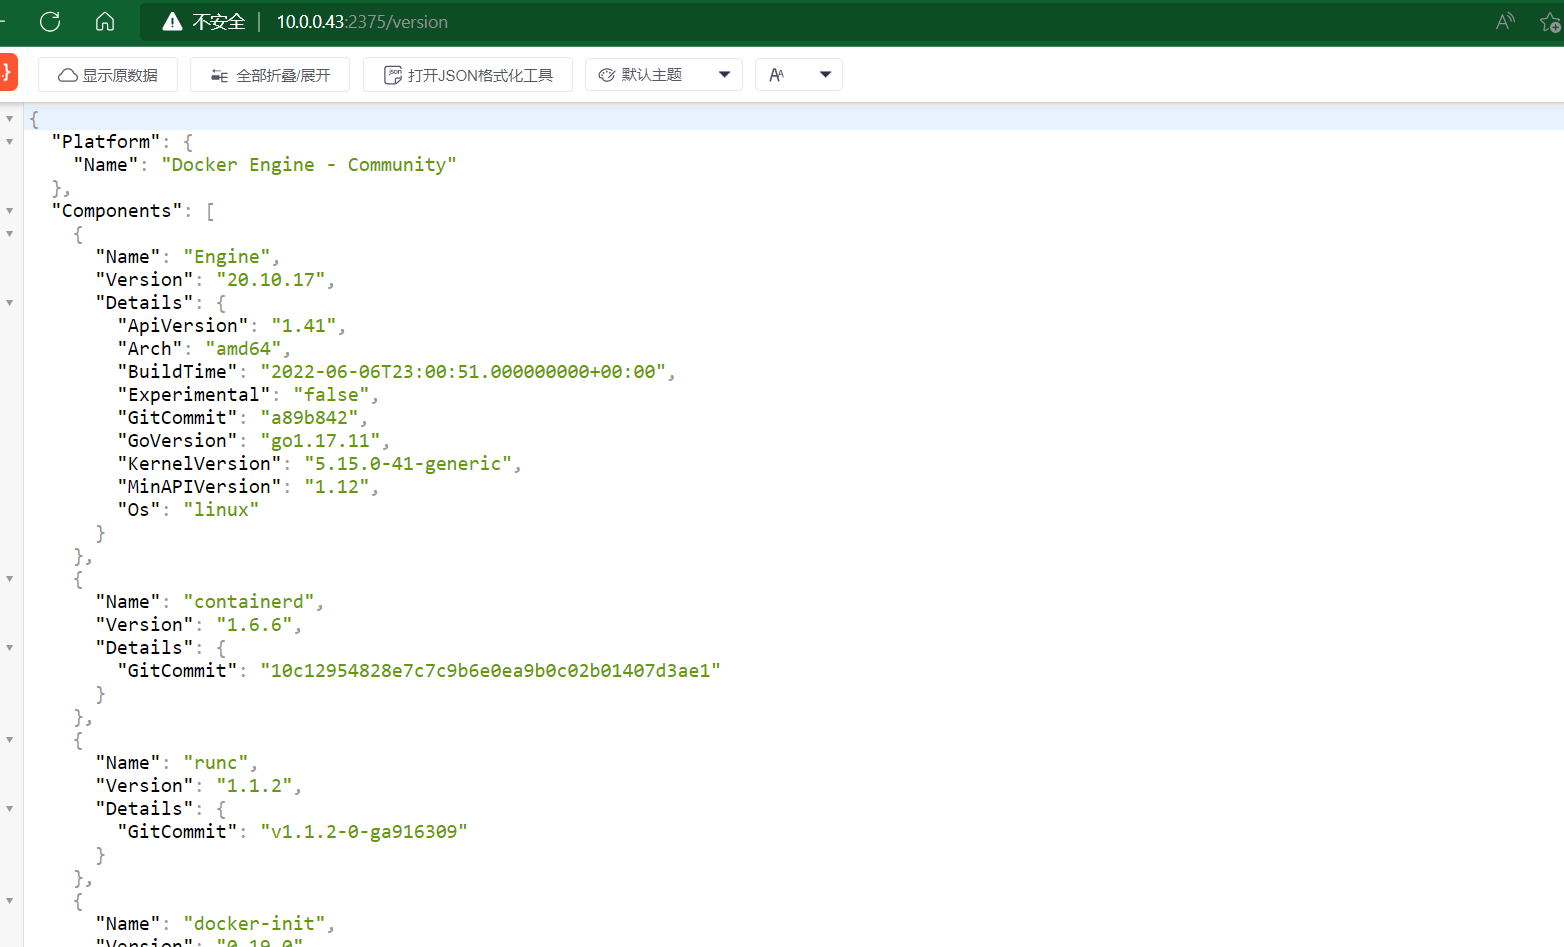 不安全 | 10.0.0.43:2375/version
显示原数据 全部折叠/展开 打开JSON格式化工具 默认主题
{
"Platform": {
"Name": "Docker Engine - Community"
},
"Components": [
{
"Name": "Engine",
"Version": "20.10.17",
"Details": {
"ApiVersion": "1.41",
"Arch": "amd64",
"BuildTime": "2022-06-06T23:00:51.000000000+00:00",
"Experimental": "false",
"GitCommit": "a89b842",
"GoVersion": "go1.17.11",
"KernelVersion": "5.15.0-41-generic",
"MinAPIVersion": "1.12",
"Os": "linux"
}
},
{
"Name": "containerd",
"Version": "1.6.6",
"Details": {
"GitCommit": "10c12954828e7c7c9b6e0ea9b0c02b01407d3ae1"
}
},
{
"Name": "runc",
"Version": "1.1.2",
"Details": {
"GitCommit": "v1.1.2-0-ga916309"
}
},
{
"Name": "docker-init",
"Version": "0.19.0"